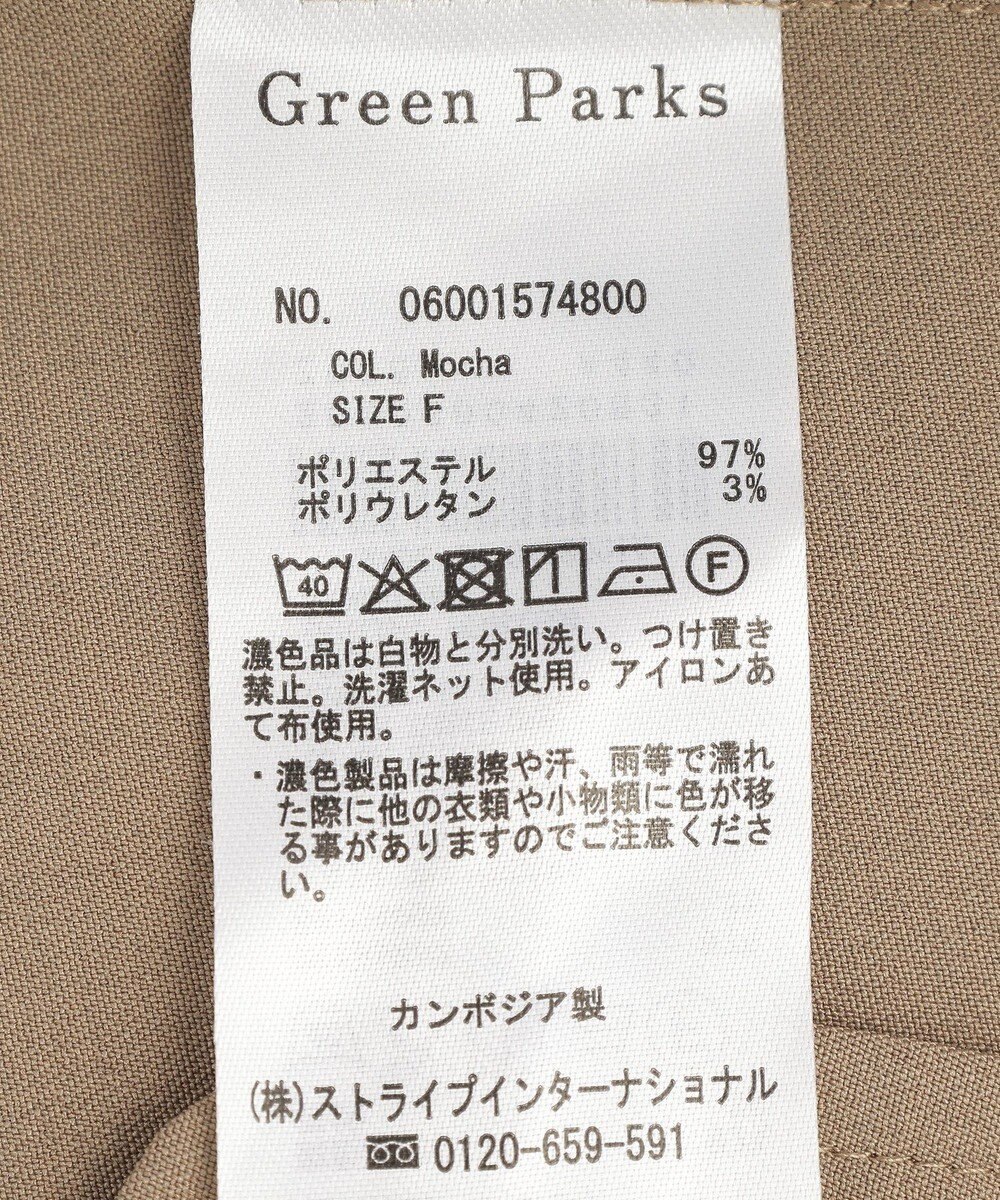 Green Parks
NO. 06001574800
COL. Mocha
SIZE F
ポリエステル 97%
ポリウレタン 3%
40 F
濃色品は白物と分別洗い。つけ置き
禁止。洗濯ネット使用。アイロンあ
て布使用。
・濃色製品は摩擦や汗、雨等で濡れ
た際に他の衣類や小物類に色が移
る事がありますのでご注意くださ
い。
カンボジア製
(株)ストライプインターナショナル
0120-659-591